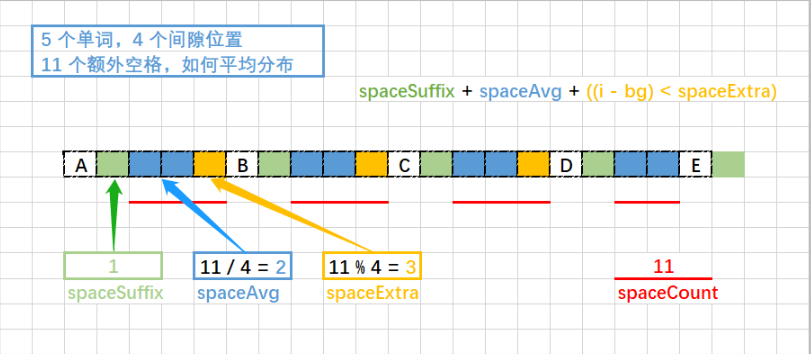 5 个单词，4 个间隙位置
11 个额外空格，如何平均分布
spaceSuffix + spaceAvg + ((i - bg) < spaceExtra)
A B C D E
1 11 / 4 = 2 11 % 4 = 3 11
spaceSuffix spaceAvg spaceExtra spaceCount